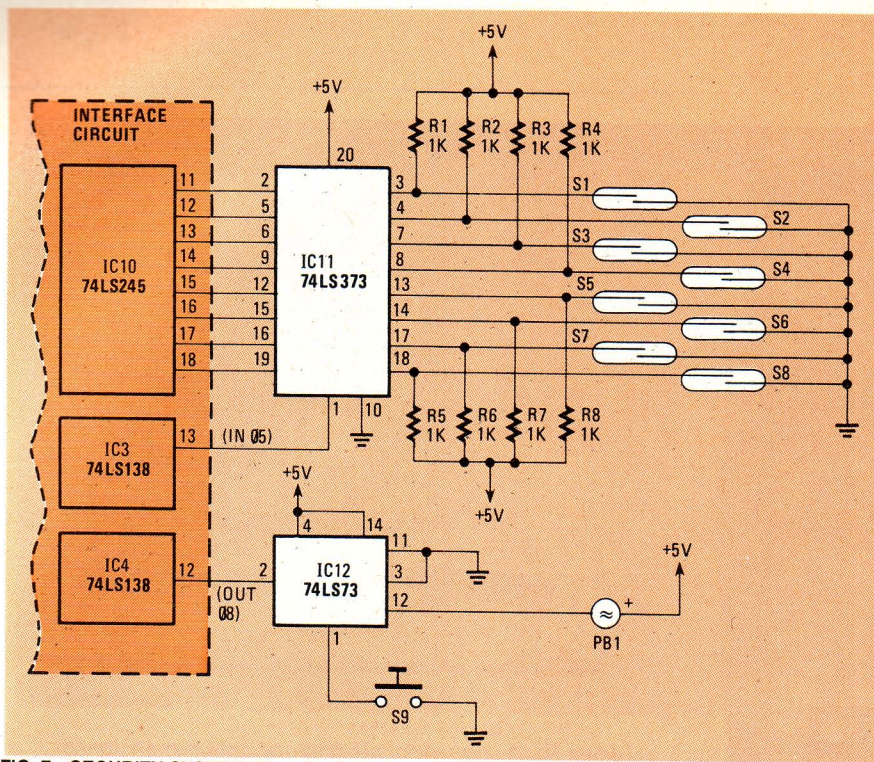 +5V
+5V
INTERFACE
CIRCUIT
20
R1
1K
R2
1K
R3
1K
R4
1K
IC10
74LS245
11
12
13
14
15
16
17
18
2
5
6
9
12
15
16
19
IC11
74LS373
3
4
7
8
13
14
17
18
S1
S2
S3
S4
S5
S6
S7
S8
1
10
R5
1K
R6
1K
R7
1K
R8
1K
IC3
74LS138
13
(IN 05)
+5V
+5V
4
14
IC4
74LS138
12
2
(OUT
08)
IC12
74LS73
11
3
12
1
+5V
+
≈
PB1
S9